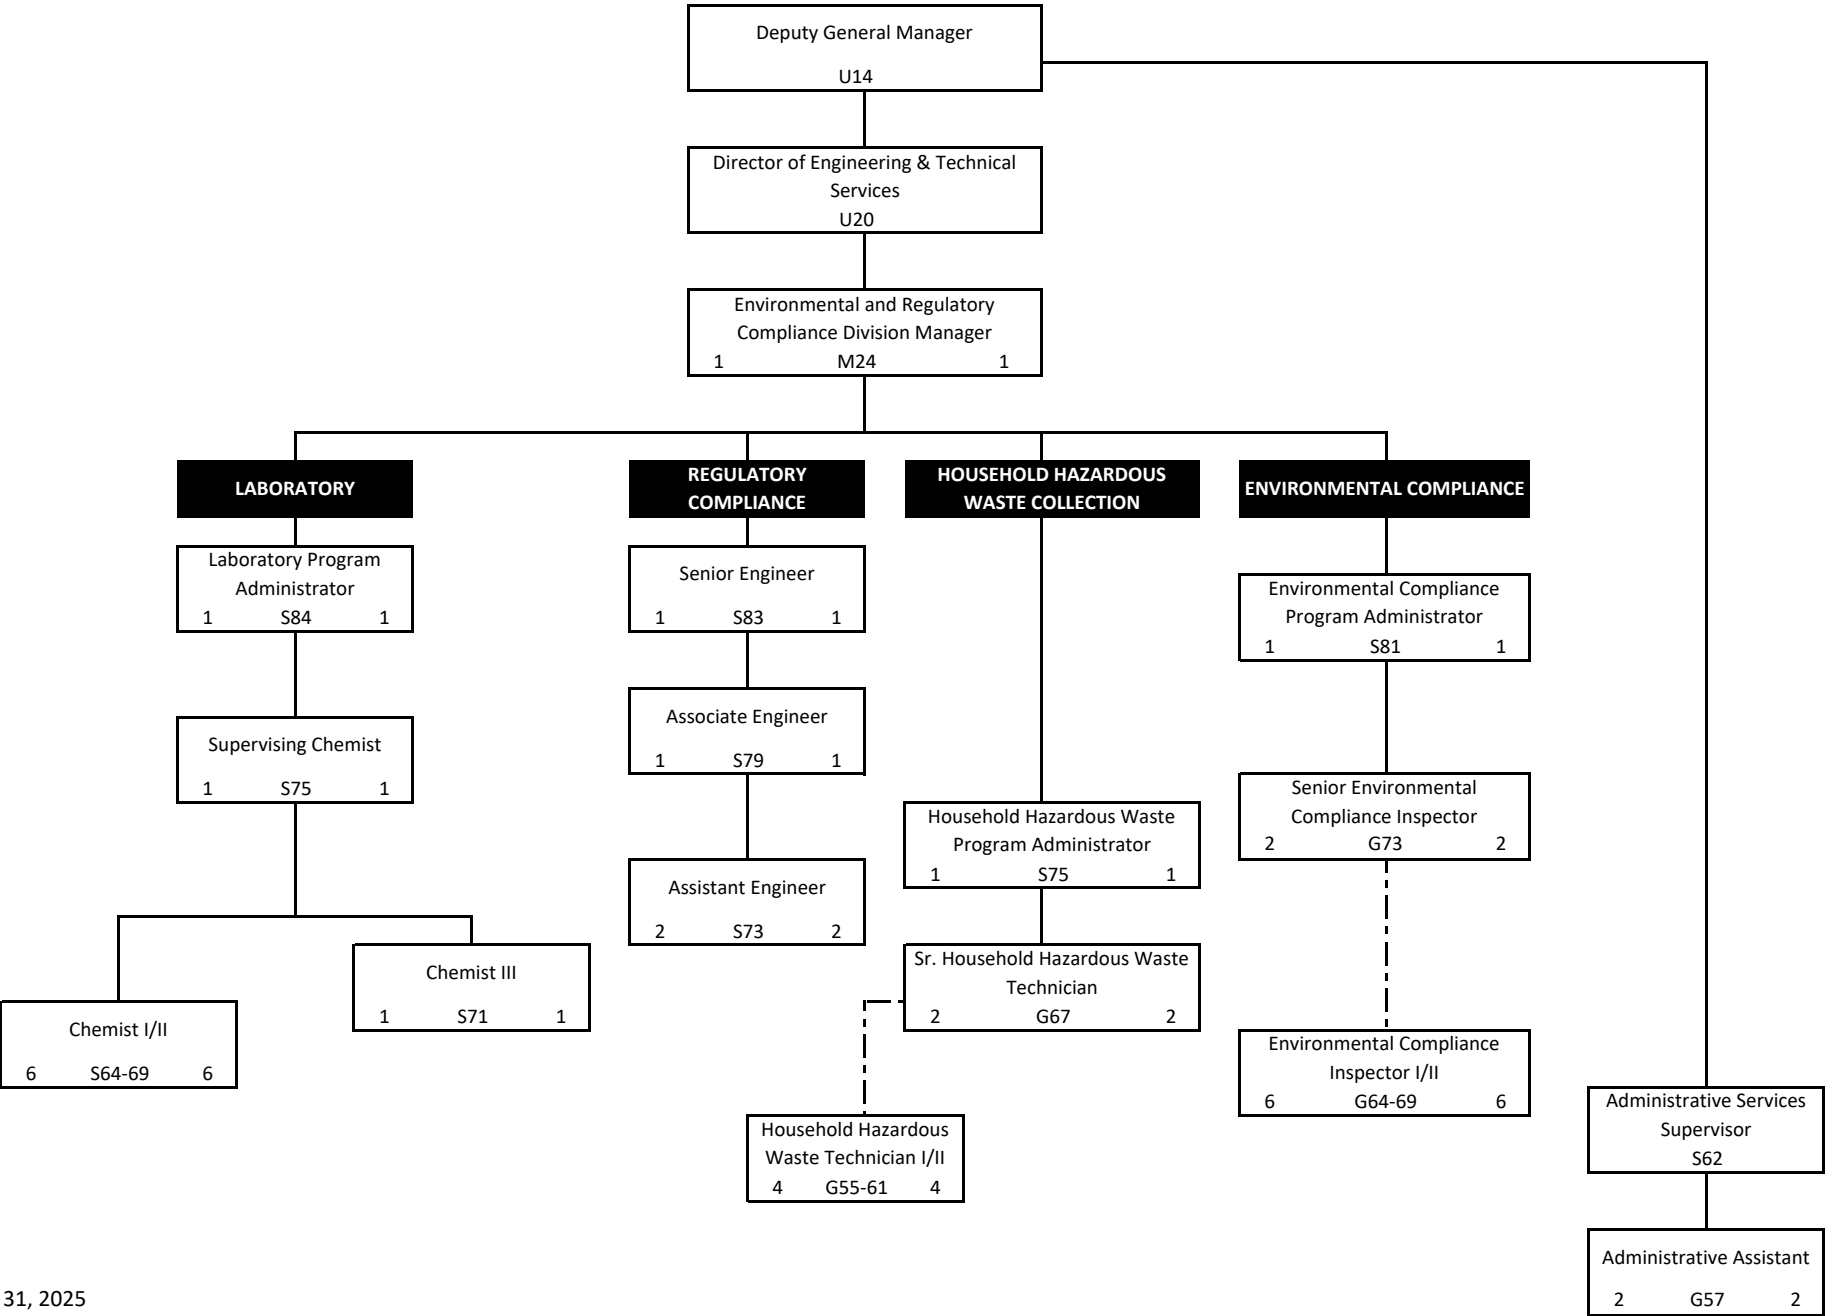 Deputy General Manager
U14
Director of Engineering & Technical
Services
U20
Environmental and Regulatory
Compliance Division Manager
1 M24 1
LABORATORY
Laboratory Program
Administrator
1 S84 1
Supervising Chemist
1 S75 1
Chemist I/II
6 S64-69 6
Chemist III
1 S71 1
REGULATORY
COMPLIANCE
Senior Engineer
1 S83 1
Associate Engineer
1 S79 1
Assistant Engineer
2 S73 2
HOUSEHOLD HAZARDOUS
WASTE COLLECTION
Household Hazardous Waste
Program Administrator
1 S75 1
Sr. Household Hazardous Waste
Technician
2 G67 2
Household Hazardous
Waste Technician I/II
4 G55-61 4
ENVIRONMENTAL COMPLIANCE
Environmental Compliance
Program Administrator
1 S81 1
Senior Environmental
Compliance Inspector
2 G73 2
Environmental Compliance
Inspector I/II
6 G64-69 6
Administrative Services
Supervisor
S62
Administrative Assistant
2 G57 2
31, 2025